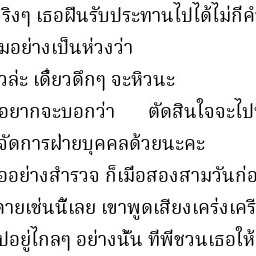 ริงๆ เธอฝืนรับประทานไปได้ไม่กี่คำ
มอย่างเป็นห่วงว่า
วล่ะ เดี๋ยวดึกๆ จะหิวนะ
อยากจะบอกว่า ตัดสินใจจะไป
จัดการฝ่ายบุคคลด้วยนะคะ
ออย่างสำรวจ ก็เมื่อสองสามวันก่อ
คายเช่นนี้เลย เขาพูดเสียงเคร่งเครี
ปอยู่ไกลๆ อย่างนั้น ที่พี่ชวนเธอให้